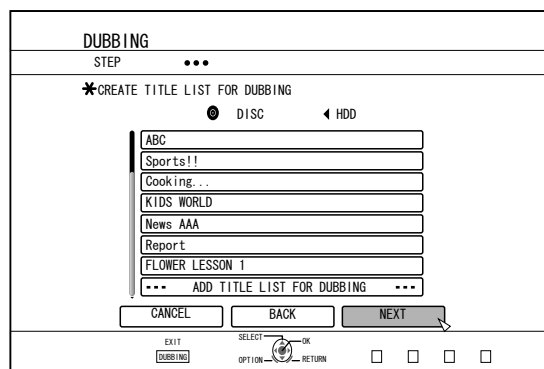 DUBBING
STEP
CREATE TITLE LIST FOR DUBBING
DISC HDD
ABC
Sports!!
Cooking...
KIDS WORLD
News AAA
Report
FLOWER LESSON 1
--- ADD TITLE LIST FOR DUBBING ---
CANCEL BACK NEXT
EXIT
DUBBING
SELECT OK
OPTION RETURN